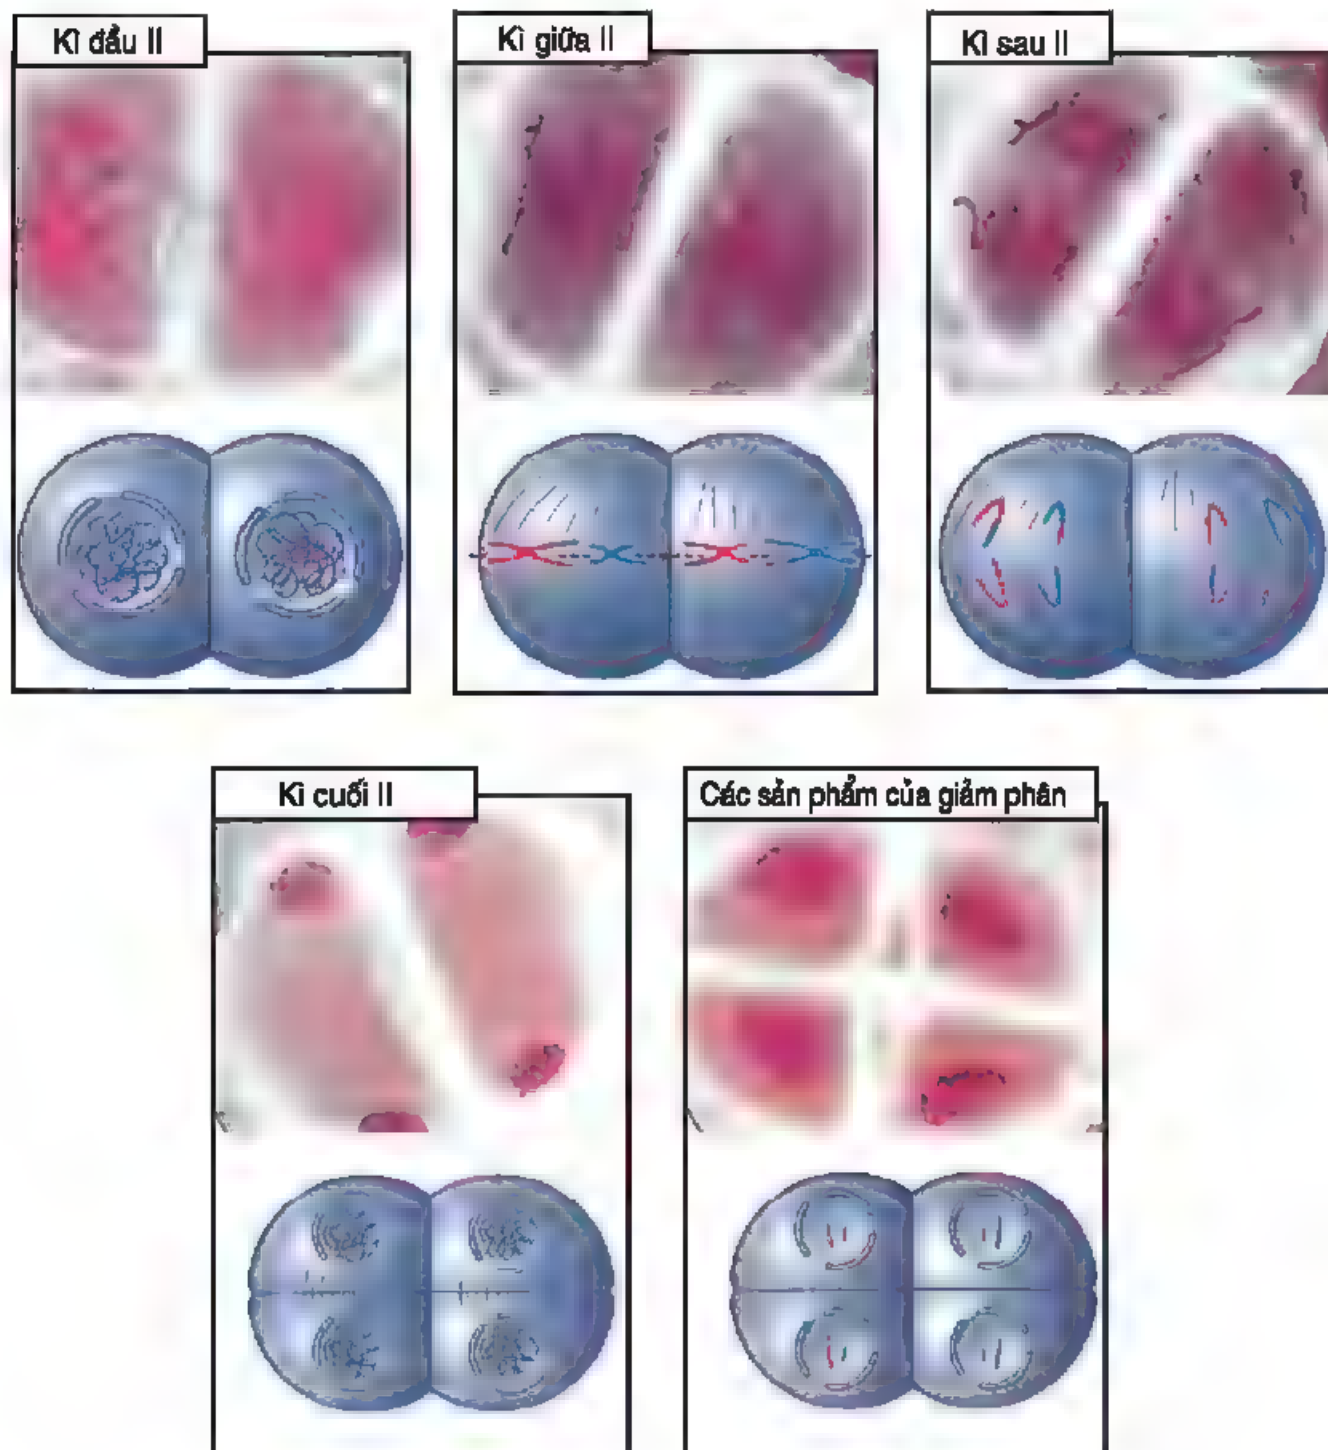 Kì đầu II
Kì giữa II
Kì sau II
Kì cuối II
Các sản phẩm của giảm phân